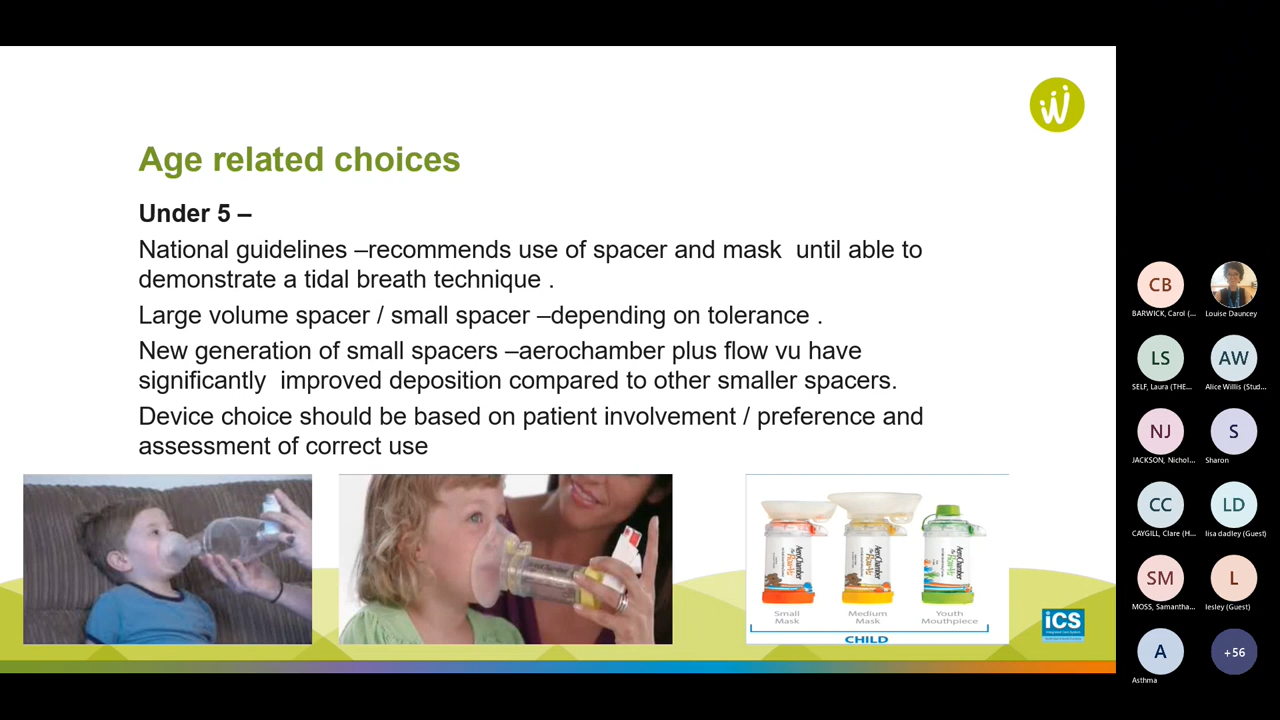 Age related choices
Under 5 –
National guidelines –recommends use of spacer and mask  until able to
demonstrate a tidal breath technique .
Large volume spacer / small spacer –depending on tolerance .
New generation of small spacers –aerochamber plus flow vu have
significantly  improved deposition compared to other smaller spacers.
Device choice should be based on patient involvement / preference and
assessment of correct use
AeroChamber
AeroChamber
AeroChamber
Small
Mask
Medium
Mask
Youth
Mouthpiece
CHILD
ics
CB
BARWICK, Carol (...
Louise Dauncey
LS
SELF, Laura (THE...
AW
Alice Willis (Stud...
NJ
JACKSON, Nichol...
S
Sharon
CC
CAYGILL, Clare (H...
LD
lisa dadley (Guest)
SM
MOSS, Samantha...
L
lesley (Guest)
A
Asthma
+56